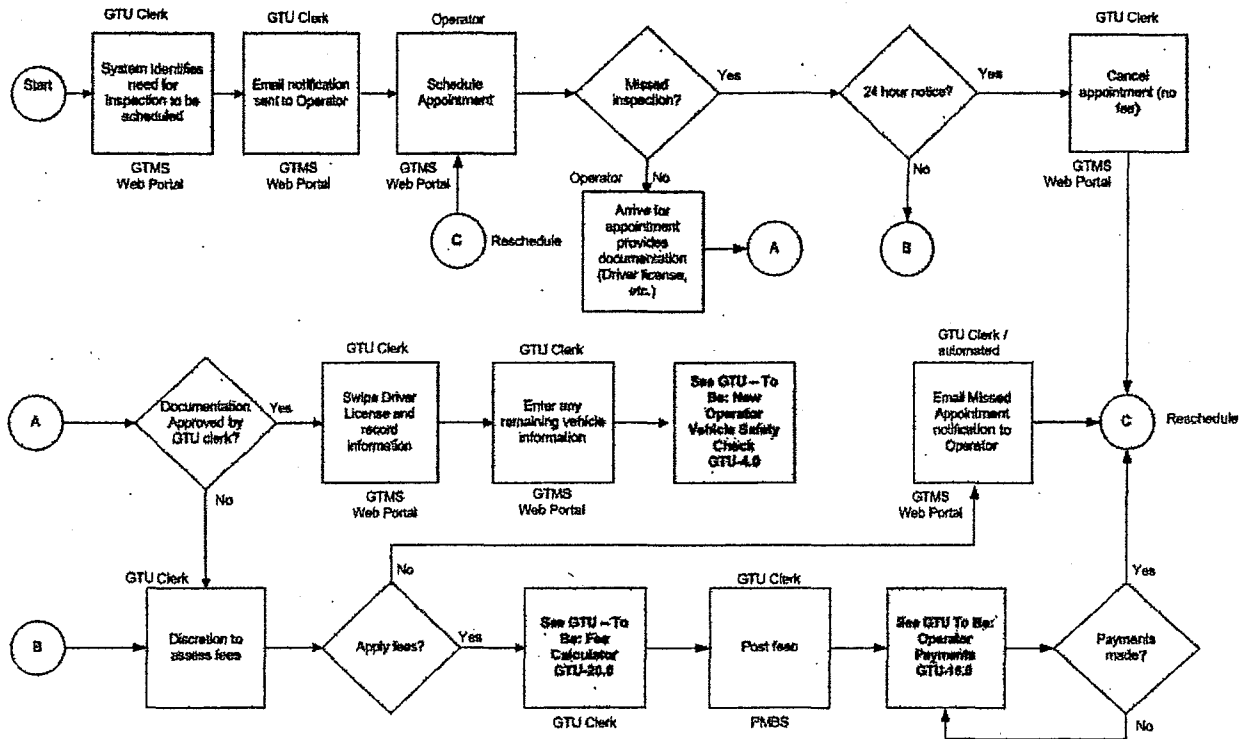 GTU Clerk
GTU Clerk
Operator
GTU Clerk
Start
System Identifies
need for
Inspection to be
scheduled
Email notification
sent to Operator
Schedule
Appointment
Missed
inspection?
Yes
24 hour notice?
Yes
Cancel
appointment (no
fee)
GTMS
Web Portal
GTMS
Web Portal
GTMS
Web Portal
No
No
GTMS
Web Portal
Operator
C
Reschedule
Arrive for
appointment
provides
documentation
(Driver license,
etc.)
A
B
GTU Clerk
GTU Clerk
GTU Clerk /
automated
A
Documentation
Approved by
GTU clerk?
Yes
Swipe Driver
License and
record
information
Enter any
remaining vehicle
information
See GTU – To
Be: New
Operator
Vehicle Safety
Check
GTU-4.0
Email Missed
Appointment
notification to
Operator
C
Reschedule
No
GTMS
Web Portal
GTMS
Web Portal
GTMS
Web Portal
GTU Clerk
No
GTU Clerk
Yes
B
Discretion to
assess fees
Apply fees?
Yes
See GTU – To
Be: Fee
Calculator
GTU-20.0
Post fees
See GTU To Be:
Operator
Payments
GTU-16.0
Payments
made?
GTU Clerk
PMBS
No